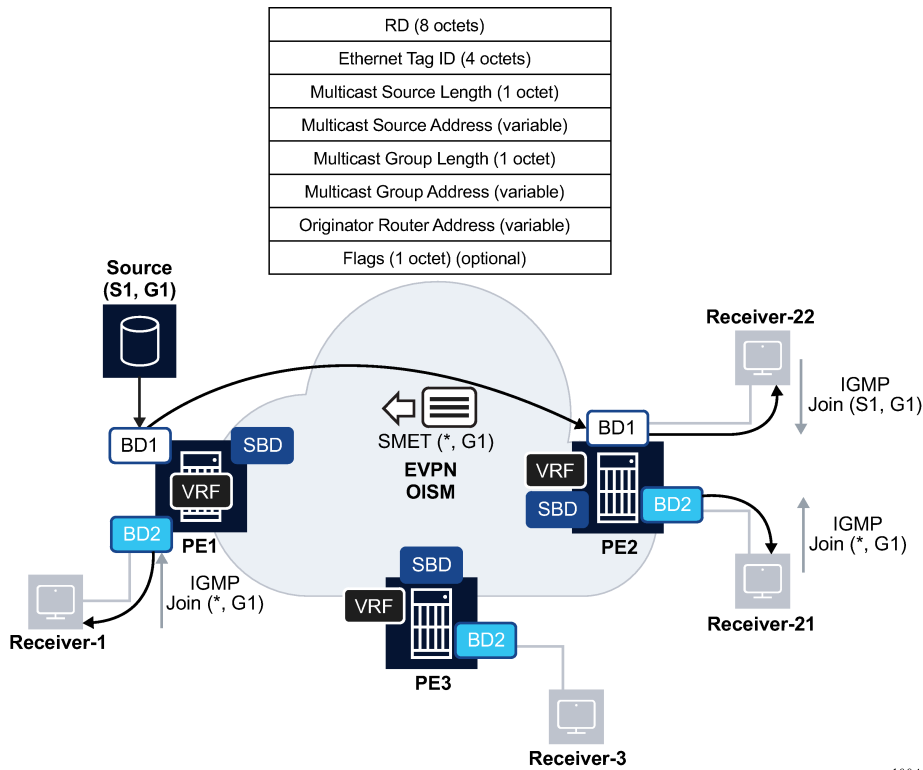 RD (8 octets)
Ethernet Tag ID (4 octets)
Multicast Source Length (1 octet)
Multicast Source Address (variable)
Multicast Group Length (1 octet)
Multicast Group Address (variable)
Originator Router Address (variable)
Flags (1 octet) (optional)
Source
(S1, G1)
Receiver-22
IGMP
Join (S1, G1)
SMET (*, G1)
EVPN
OISM
BD1
SBD
VRF
BD2
PE1
IGMP
Join (*, G1)
Receiver-1
BD1
VRF
SBD
BD2
PE2
IGMP
Join (*, G1)
Receiver-21
SBD
VRF
BD2
PE3
Receiver-3